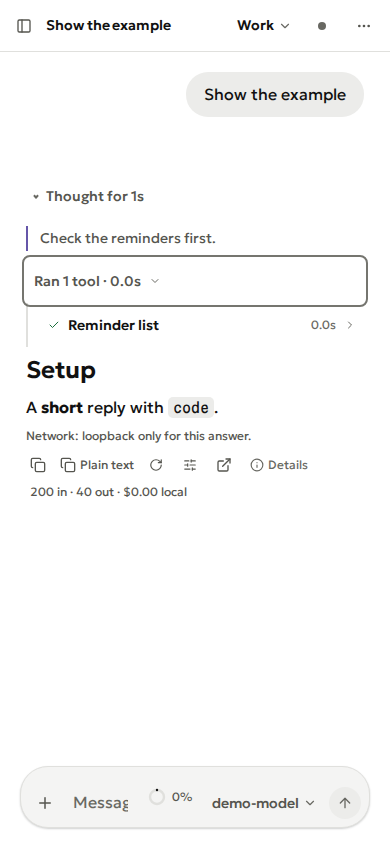 Show the example
Work
Show the example
Thought for 1s
Check the reminders first.
Ran 1 tool · 0.0s
Reminder list
0.0s
Setup
A short reply with code.
Network: loopback only for this answer.
Plain text
Details
200 in · 40 out · $0.00 local
Messag
0%
demo-model